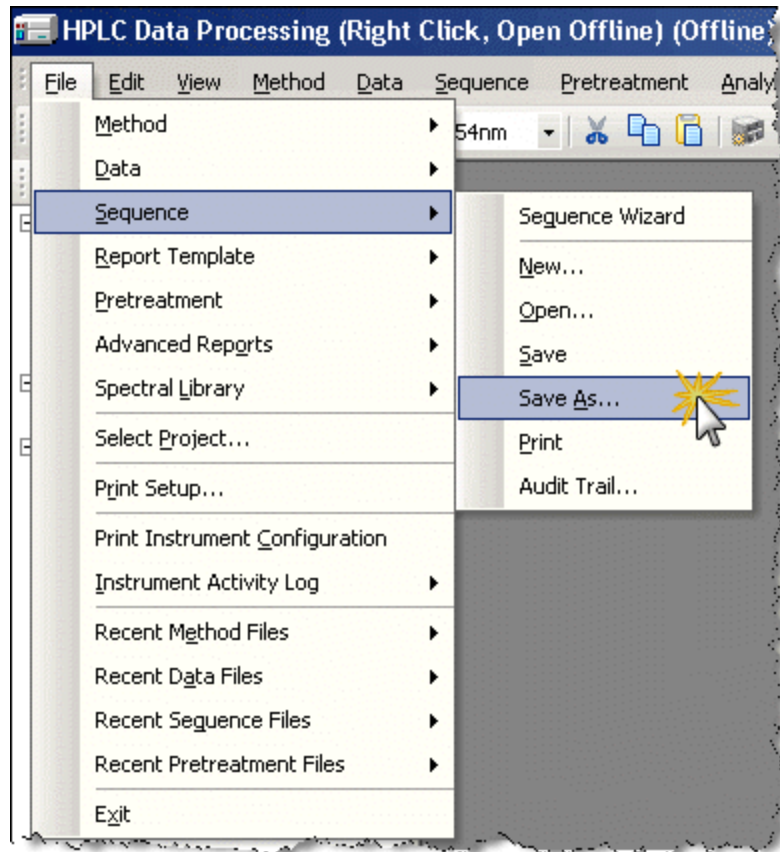 HPLC Data Processing (Right Click, Open Offline) (Offline)
File Edit View Method Data Sequence Pretreatment
54nm
Method
Data
Sequence
Sequence Wizard
Report Template
New...
Pretreatment
Open...
Advanced Reports
Save
Spectral Library
Save As...
Select Project...
Print
Print Setup...
Audit Trail...
Print Instrument Configuration
Instrument Activity Log
Recent Method Files
Recent Data Files
Recent Sequence Files
Recent Pretreatment Files
Exit